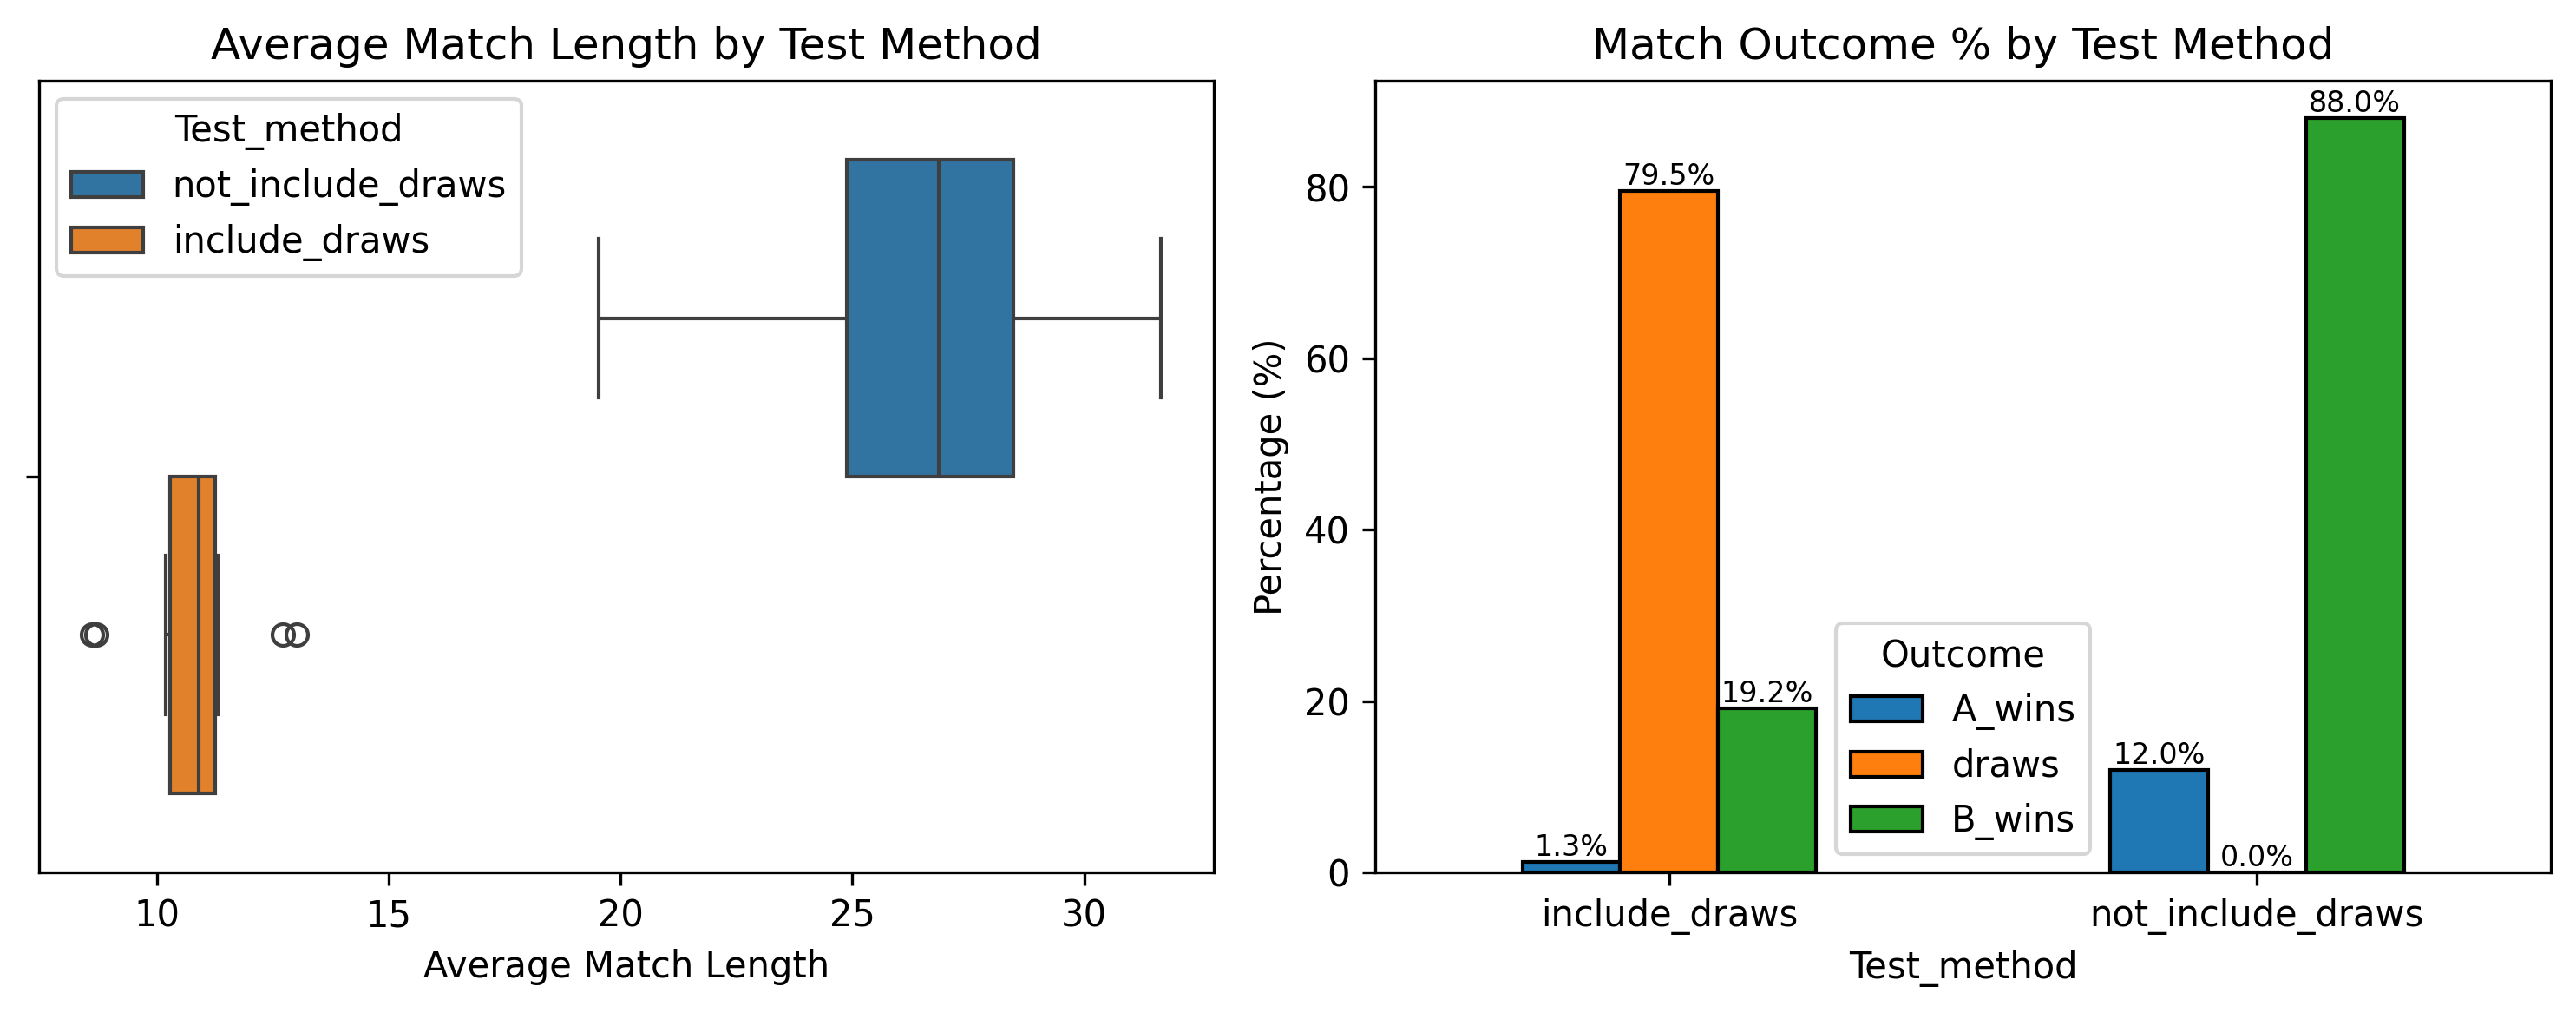 Average Match Length by Test Method
Test_method
not_include_draws
include_draws
10 15 20 25 30
Average Match Length
Match Outcome % by Test Method
Percentage (%)
80
60
40
20
0
1.3%
79.5%
19.2%
12.0%
0.0%
88.0%
Outcome
A_wins
draws
B_wins
include_draws not_include_draws
Test_method